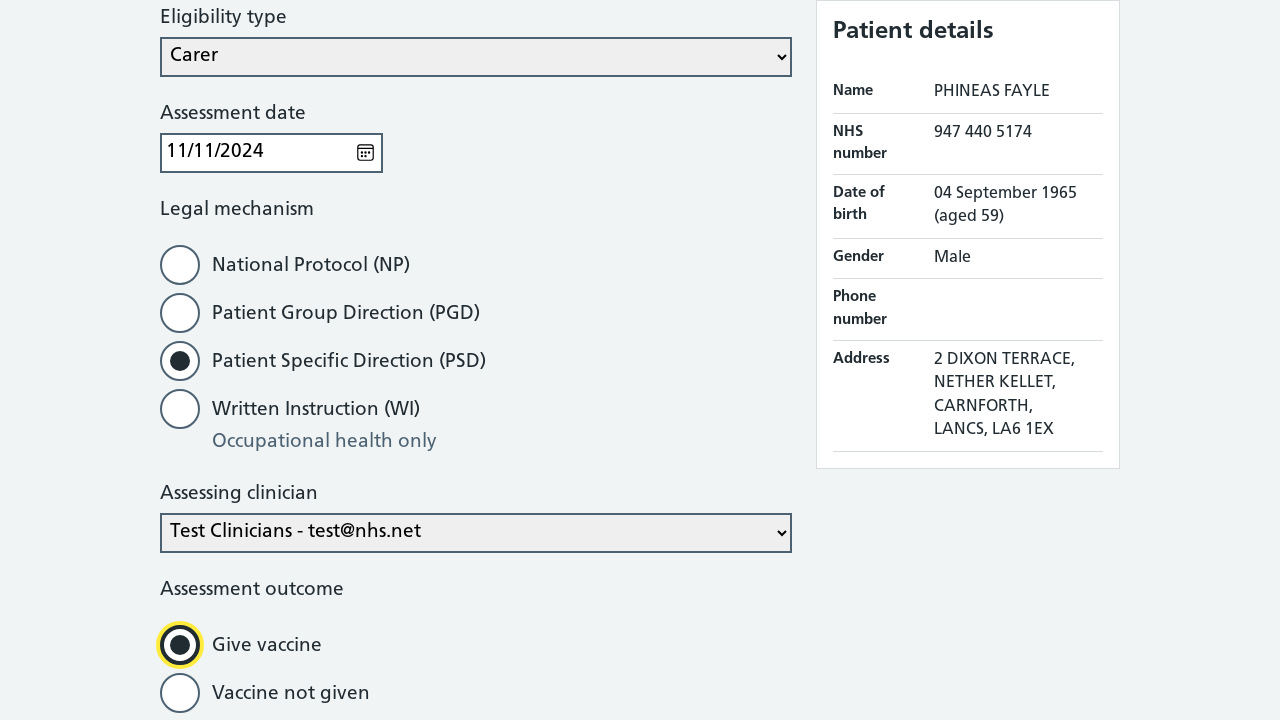 Eligibility type
Carer
Assessment date
11/11/2024
Legal mechanism
National Protocol (NP)
Patient Group Direction (PGD)
Patient Specific Direction (PSD)
Written Instruction (WI)
Occupational health only
Assessing clinician
Test Clinicians - test@nhs.net
Assessment outcome
Give vaccine
Vaccine not given
Patient details
Name PHINEAS FAYLE
NHS number 947 440 5174
Date of birth 04 September 1965 (aged 59)
Gender Male
Phone number
Address 2 DIXON TERRACE,
NETHER KELLET,
CARNFORTH,
LANCS, LA6 1EX